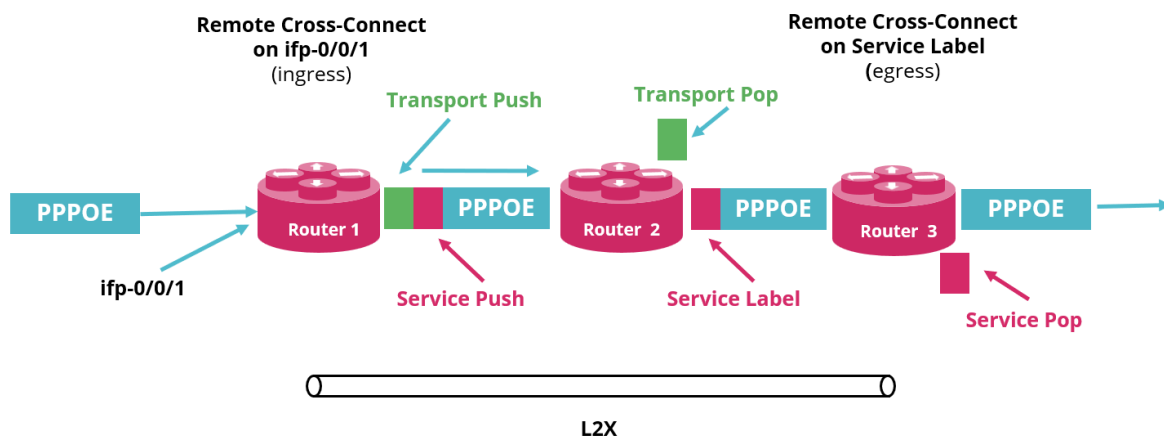 Remote Cross-Connect
on ifp-0/0/1
(ingress)
Remote Cross-Connect
on Service Label
(egress)
Transport Push
Transport Pop
PPPOE
Router 1
PPPOE
Router 2
PPPOE
Router 3
PPPOE
ifp-0/0/1
Service Push
Service Label
Service Pop
L2X